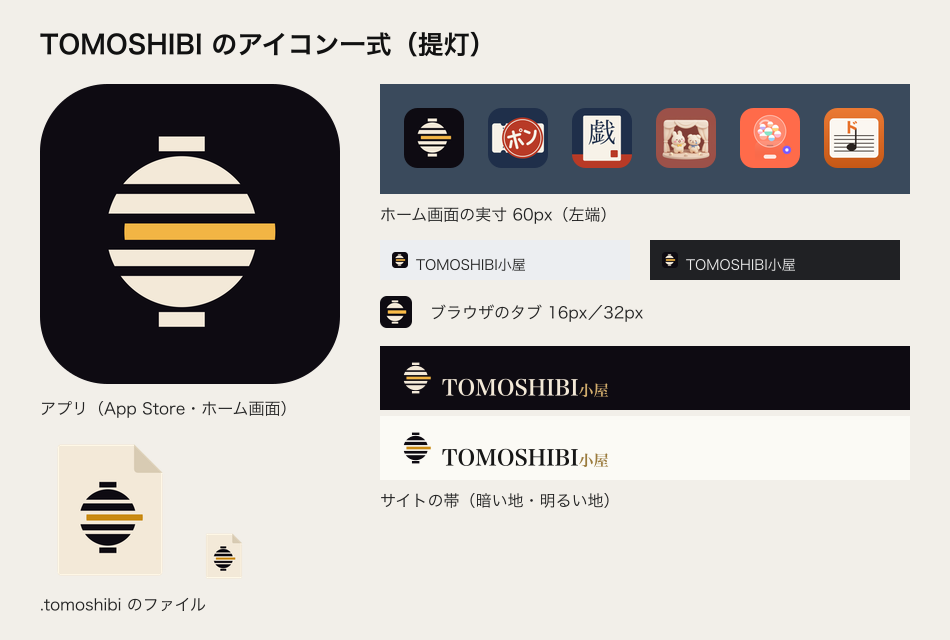 TOMOSHIBI のアイコン一式（提灯）
ポン
戯
ド
ホーム画面の実寸 60px（左端）
TOMOSHIBI小屋
TOMOSHIBI小屋
ブラウザのタブ 16px／32px
TOMOSHIBI小屋
TOMOSHIBI小屋
サイトの帯（暗い地・明るい地）
アプリ（App Store・ホーム画面）
.tomoshibi のファイル